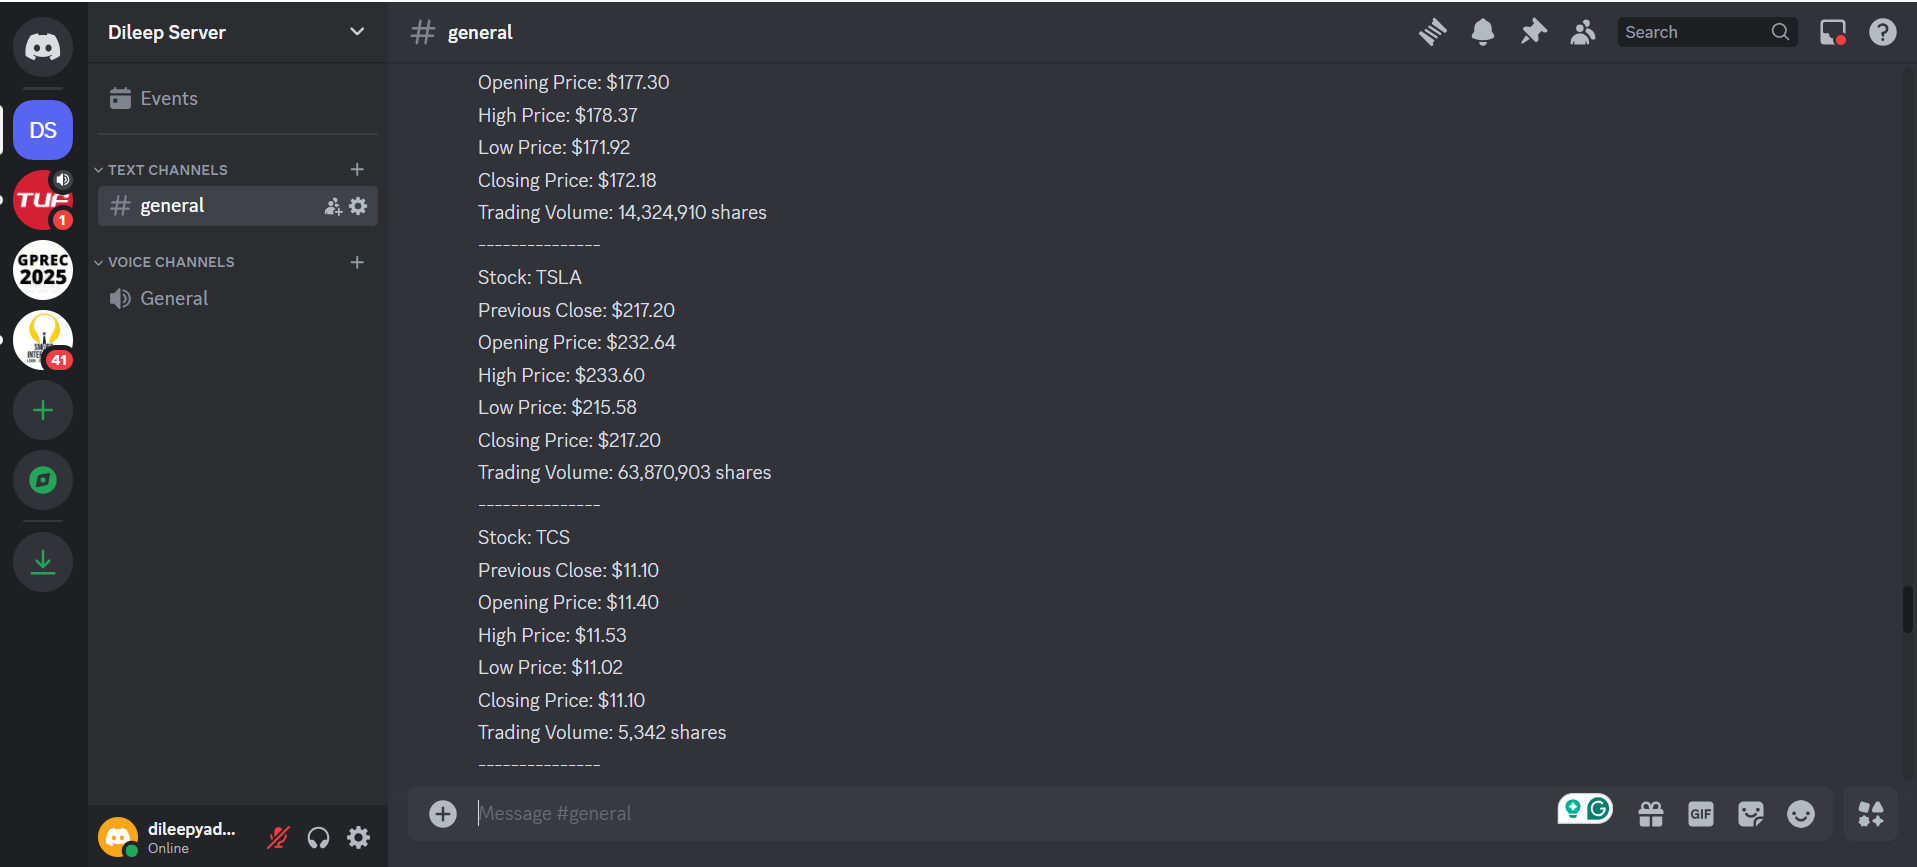 Dileep Server
general
Search
Events
DS
TEXT CHANNELS
TUF
1
general
GPREC
2025
VOICE CHANNELS
General
41
Opening Price: $177.30
High Price: $178.37
Low Price: $171.92
Closing Price: $172.18
Trading Volume: 14,324,910 shares
---------------
Stock: TSLA
Previous Close: $217.20
Opening Price: $232.64
High Price: $233.60
Low Price: $215.58
Closing Price: $217.20
Trading Volume: 63,870,903 shares
---------------
Stock: TCS
Previous Close: $11.10
Opening Price: $11.40
High Price: $11.53
Low Price: $11.02
Closing Price: $11.10
Trading Volume: 5,342 shares
---------------
Message #general
GIF
dileepyad...
Online